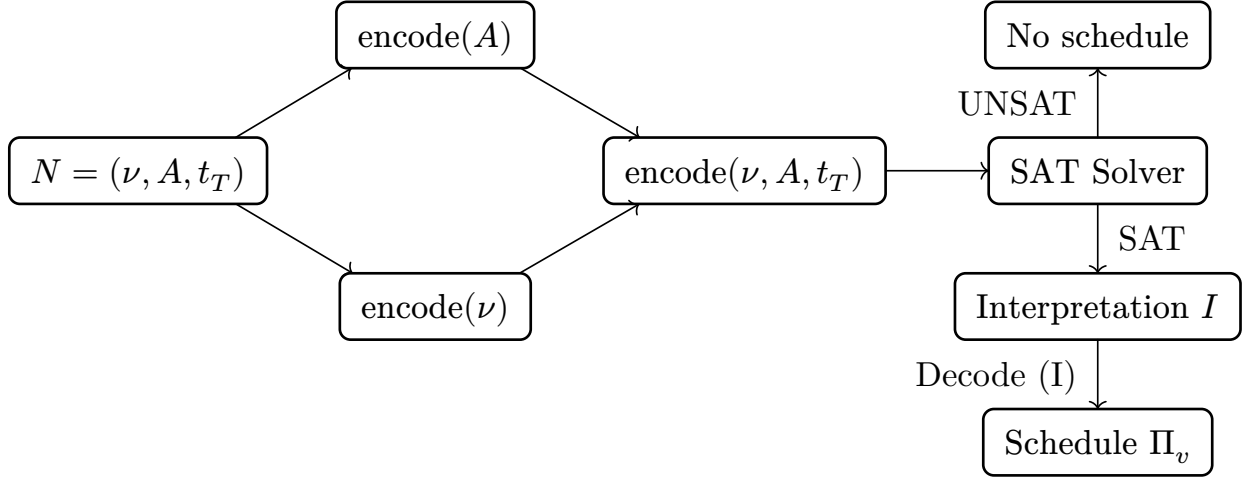 encode(A)
No schedule
UNSAT
N = (ν, A, t_T)
encode(ν, A, t_T)
SAT Solver
SAT
encode(ν)
Interpretation I
Decode (I)
Schedule Π_v